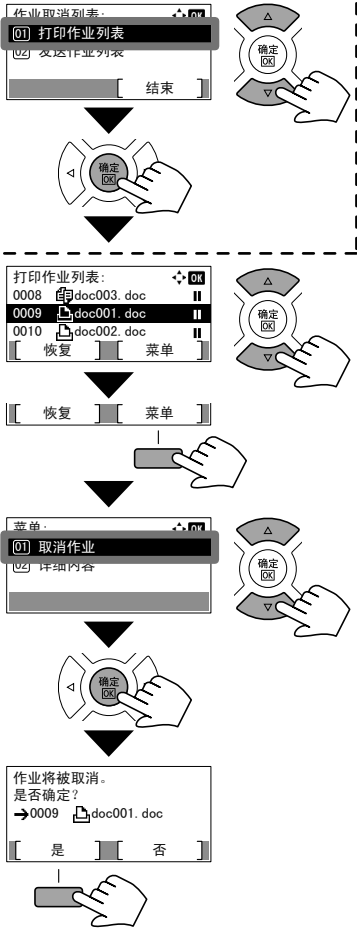 作业取消列表: OK
01 打印作业列表
02 发送作业列表
[ 结束 ]
确定
OK
确定
OK
打印作业列表: OK
0008 doc003.doc
0009 doc001.doc
0010 doc002.doc
[ 恢复 ] [ 菜单 ]
确定
OK
[ 恢复 ] [ 菜单 ]
菜单: OK
01 取消作业
02 详细内容
确定
OK
确定
OK
作业将被取消。
是否确定?
→0009 doc001.doc
[ 是 ] [ 否 ]